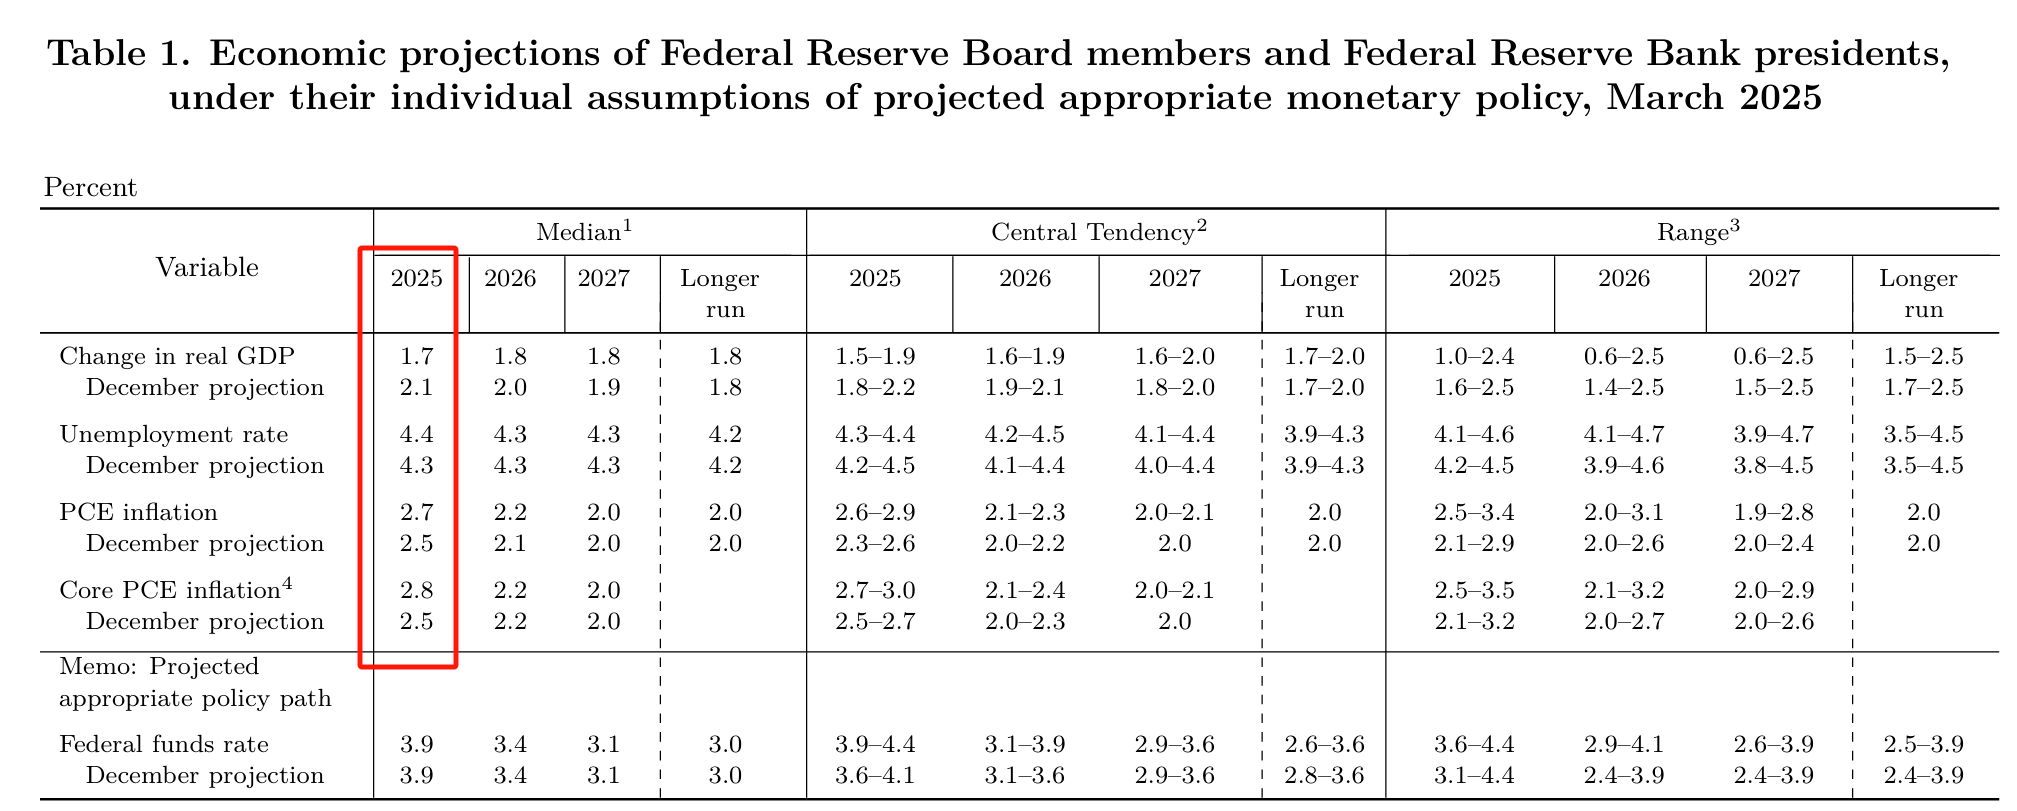 Table 1. Economic projections of Federal Reserve Board members and Federal Reserve Bank presidents,
under their individual assumptions of projected appropriate monetary policy, March 2025
Percent
Variable Median1 Central Tendency2 Range3
2025 2026 2027 Longer run 2025 2026 2027 Longer run 2025 2026 2027 Longer run
Change in real GDP 1.7 1.8 1.8 1.8 1.5–1.9 1.6–1.9 1.6–2.0 1.7–2.0 1.0–2.4 0.6–2.5 0.6–2.5 1.5–2.5
December projection 2.1 2.0 1.9 1.8 1.8–2.2 1.9–2.1 1.8–2.0 1.7–2.0 1.6–2.5 1.4–2.5 1.5–2.5 1.7–2.5
Unemployment rate 4.4 4.3 4.3 4.2 4.3–4.4 4.2–4.5 4.1–4.4 3.9–4.3 4.1–4.6 4.1–4.7 3.9–4.7 3.5–4.5
December projection 4.3 4.3 4.3 4.2 4.2–4.5 4.1–4.4 4.0–4.4 3.9–4.3 4.2–4.5 3.9–4.6 3.8–4.5 3.5–4.5
PCE inflation 2.7 2.2 2.0 2.0 2.6–2.9 2.1–2.3 2.0–2.1 2.0 2.5–3.4 2.0–3.1 1.9–2.8 2.0
December projection 2.5 2.1 2.0 2.0 2.3–2.6 2.0–2.2 2.0 2.0 2.1–2.9 2.0–2.6 2.0–2.4 2.0
Core PCE inflation4 2.8 2.2 2.0 2.7–3.0 2.1–2.4 2.0–2.1 2.5–3.5 2.1–3.2 2.0–2.9
December projection 2.5 2.2 2.0 2.5–2.7 2.0–2.3 2.0 2.1–3.2 2.0–2.7 2.0–2.6
Memo: Projected
appropriate policy path
Federal funds rate 3.9 3.4 3.1 3.0 3.9–4.4 3.1–3.9 2.9–3.6 2.6–3.6 3.6–4.4 2.9–4.1 2.6–3.9 2.5–3.9
December projection 3.9 3.4 3.1 3.0 3.6–4.1 3.1–3.6 2.9–3.6 2.8–3.6 3.1–4.4 2.4–3.9 2.4–3.9 2.4–3.9